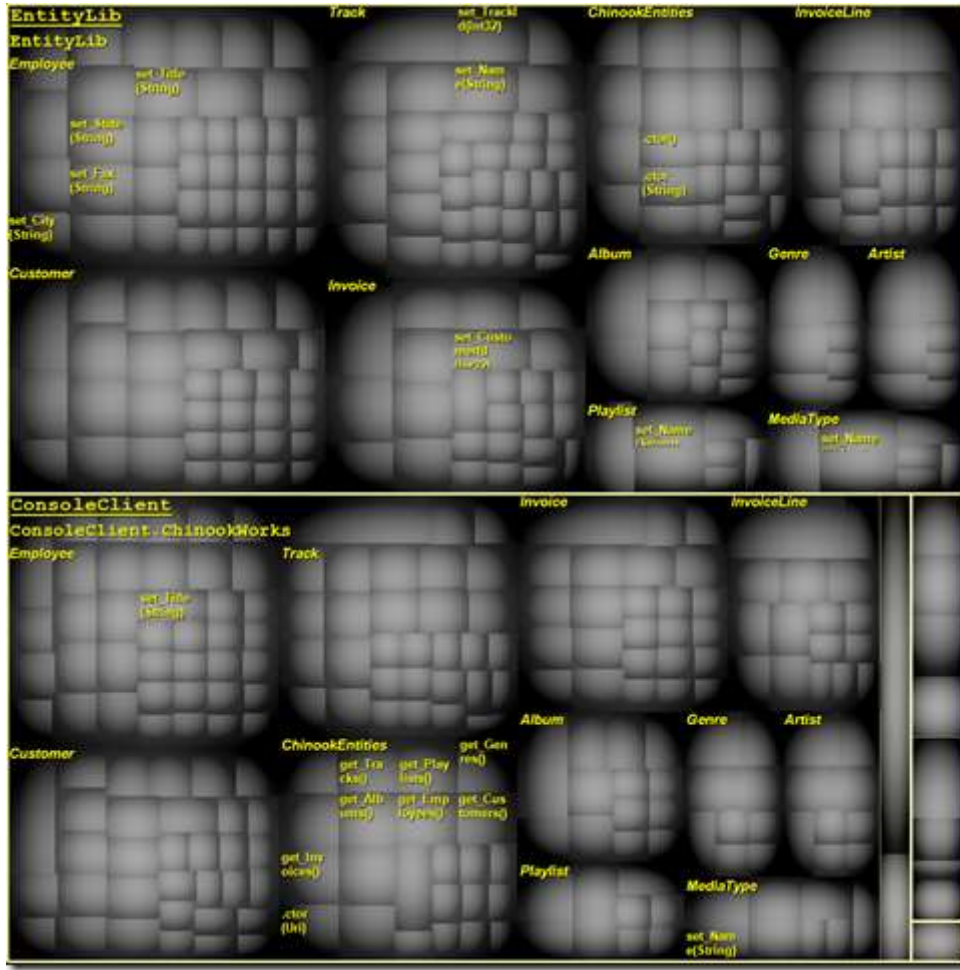 EntityLib
EntityLib
Employee
set_Title
(String)
set_State
(String)
set_Fax
(String)
set_City
(String)
Track
set_TrackI
d(Int32)
set_Nam
e(String)
ChinookEntities
.ctor()
.ctor
(String)
InvoiceLine
Customer
Invoice
set_Custo
merId
(Int32)
Album
Genre
Artist
Playlist
set_Name
MediaType
set_Name
ConsoleClient
ConsoleClient.ChinookWorks
Employee
set_Title
(String)
Track
Invoice
InvoiceLine
Customer
ChinookEntities
get_Tra
cks()
get_Play
lists()
get_Gen
res()
get_Alb
ums()
get_Emp
loyees()
get_Cus
tomers()
get_Inv
oices()
.ctor
(Uri)
Album
Genre
Artist
Playlist
MediaType
set_Nam
e(String)